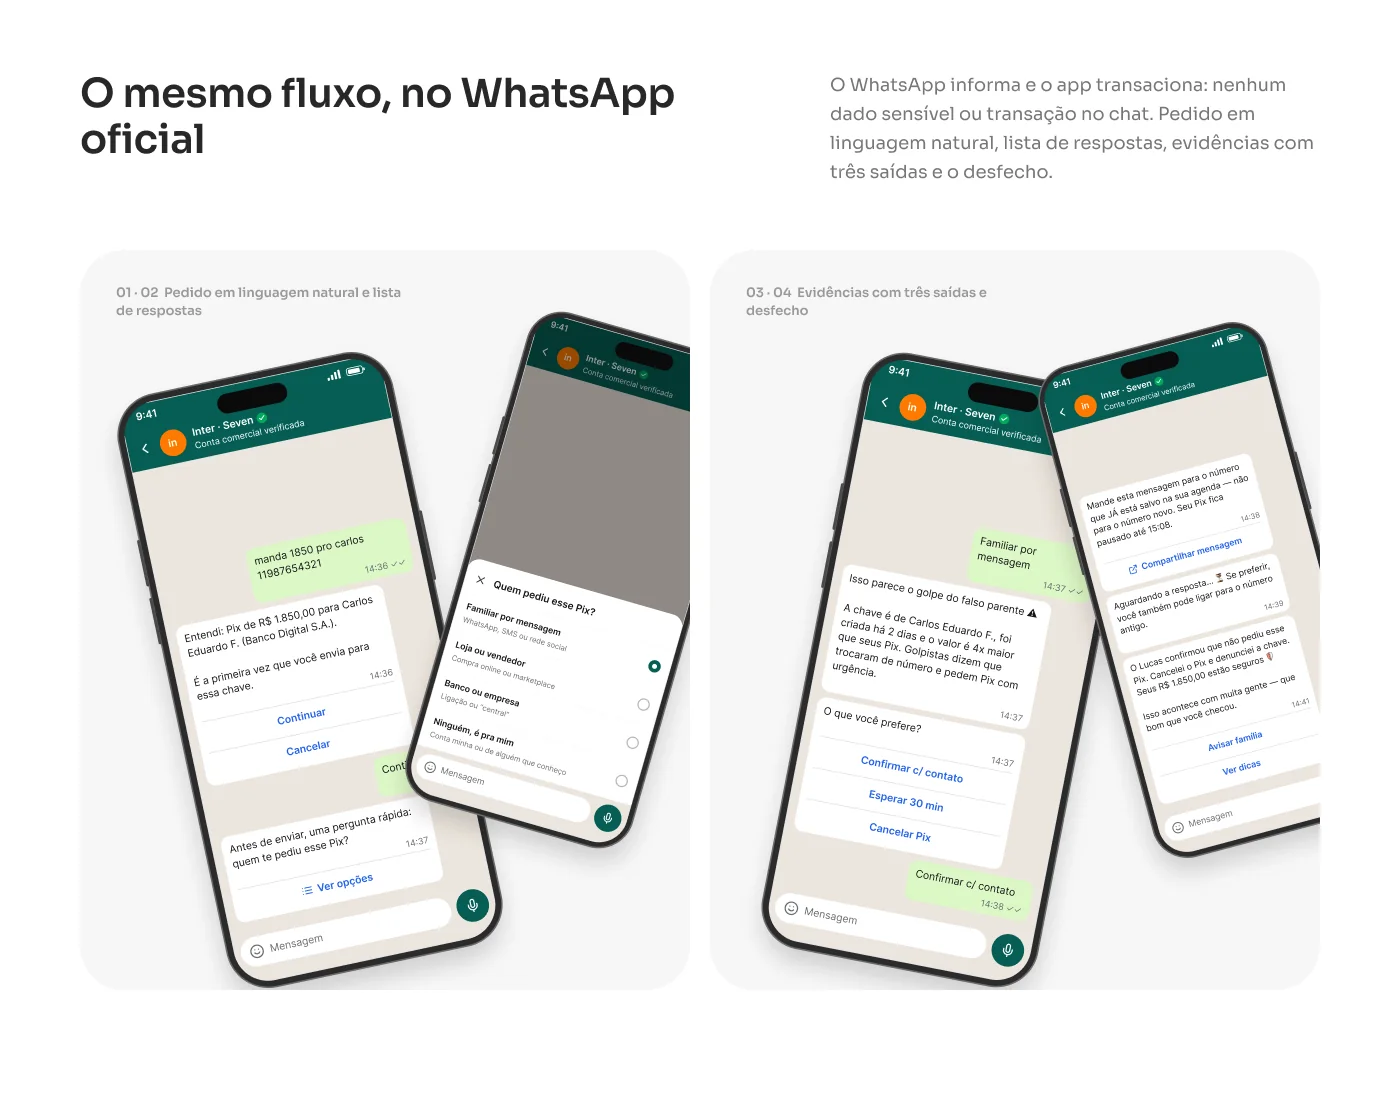 O mesmo fluxo, no WhatsApp
oficial
O WhatsApp informa e o app transaciona: nenhum
dado sensível ou transação no chat. Pedido em
linguagem natural, lista de respostas, evidências com
três saídas e o desfecho.
01 · 02 Pedido em linguagem natural e lista
de respostas
9:41
in
Inter · Seven
Conta comercial verificada
manda 1850 pro carlos
11987654321
14:36
Entendi: Pix de R$ 1.850,00 para Carlos
Eduardo F. (Banco Digital S.A.).
É a primeira vez que você envia para
essa chave.
14:36
Continuar
Cancelar
Antes de enviar, uma pergunta rápida:
quem te pediu esse Pix?
14:37
Ver opções
Mensagem
9:41
in
Inter · Seven
Conta comercial verificada
Quem pediu esse Pix?
Familiar por mensagem
WhatsApp, SMS ou rede social
Loja ou vendedor
Compra online ou marketplace
Banco ou empresa
Ligação ou "central"
Ninguém, é pra mim
Conta minha ou de alguém que conheço
Mensagem
03 · 04 Evidências com três saídas e
desfecho
9:41
in
Inter · Seven
Conta comercial verificada
Familiar por
mensagem
14:37
Isso parece o golpe do falso parente ⚠
A chave é de Carlos Eduardo F., foi
criada há 2 dias e o valor é 4x maior
que seus Pix. Golpistas dizem que
trocaram de número e pedem Pix com
urgência.
14:37
O que você prefere?
14:37
Confirmar c/ contato
Esperar 30 min
Cancelar Pix
Confirmar c/ contato
14:38
Mensagem
9:41
in
Inter · Seven
Conta comercial verificada
Mande esta mensagem para o número
que JÁ está salvo na sua agenda — não
para o número novo. Seu Pix fica
pausado até 15:08.
14:38
Compartilhar mensagem
Aguardando a resposta... ⏳ Se preferir,
você também pode ligar para o número
antigo.
14:39
O Lucas confirmou que não pediu esse
Pix. Cancelei o Pix e denunciei a chave.
Seus R$ 1.850,00 estão seguros 🛡
Isso acontece com muita gente — que
bom que você checou.
14:41
Avisar família
Ver dicas
Mensagem